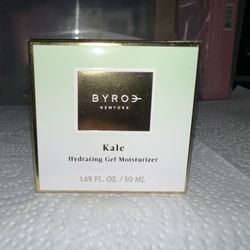 BYROE
NEW YORK
Kale
Hydrating Gel Moisturizer
1.69 FL. OZ. / 50 ML